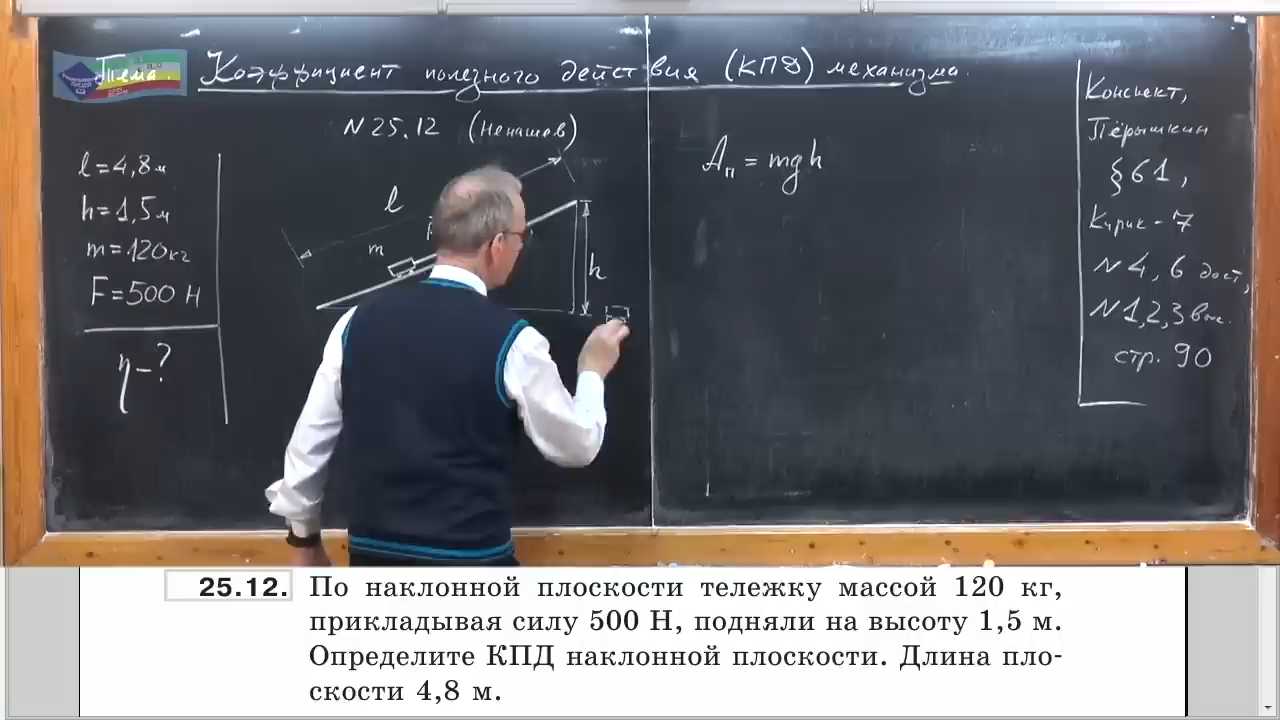 Тема. Коэффициент полезного действия (КПД) механизма.
N 25.12 (Ненашев)
l = 4,8 м
h = 1,5 м
m = 120 кг
F = 500 Н
η - ?
l
m
h
Aп = mgh
Конспект,
Пёрышкин
§ 61,
Кирик - 7
N 4, 6 дост,
N 1,2,3 выс.
стр. 90
25.12. По наклонной плоскости тележку массой 120 кг,
прикладывая силу 500 Н, подняли на высоту 1,5 м.
Определите КПД наклонной плоскости. Длина пло-
скости 4,8 м.